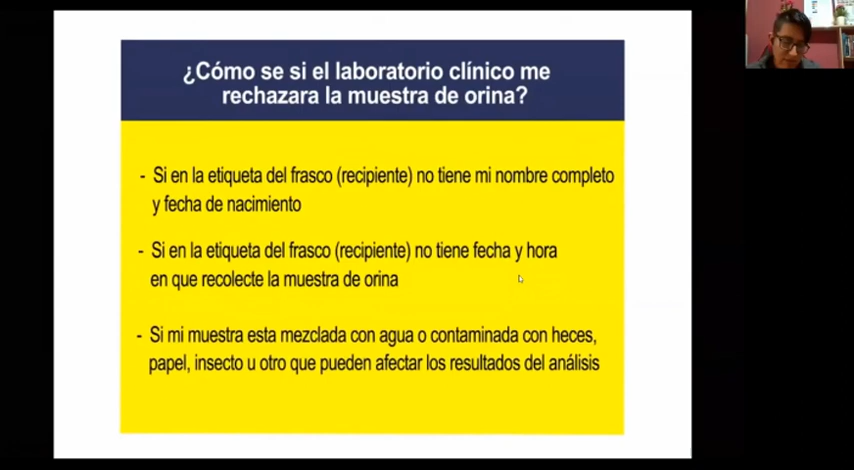 ¿Cómo se si el laboratorio clínico me
rechazara la muestra de orina?
- Si en la etiqueta del frasco (recipiente) no tiene mi nombre completo
y fecha de nacimiento
- Si en la etiqueta del frasco (recipiente) no tiene fecha y hora
en que recolecte la muestra de orina
- Si mi muestra esta mezclada con agua o contaminada con heces,
papel, insecto u otro que pueden afectar los resultados del análisis